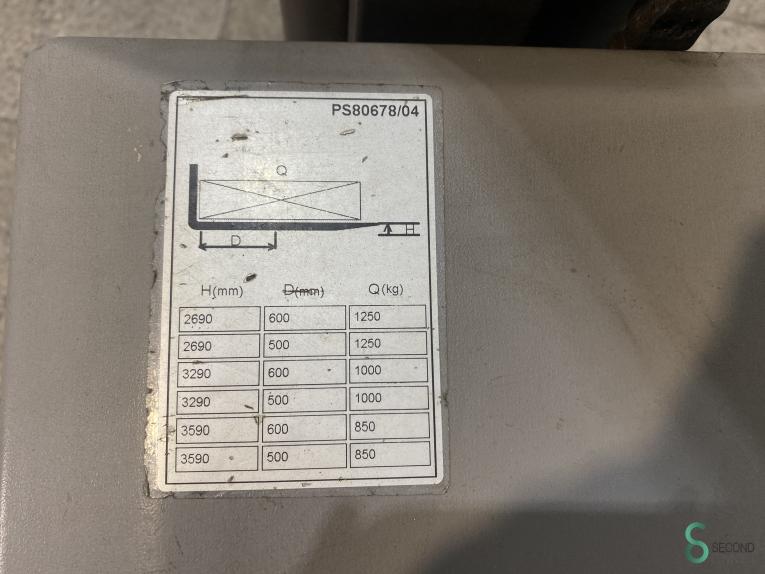 PS80678/04
Q
H
D
H(mm) D(mm) Q(kg)
2690 600 1250
2690 500 1250
3290 600 1000
3290 500 1000
3590 600 850
3590 500 850
SECOND